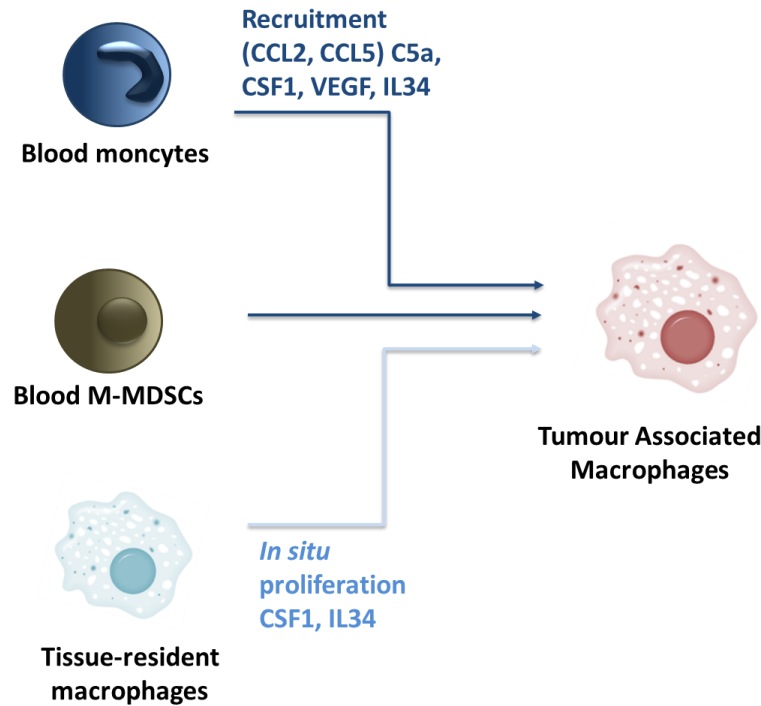 Recruitment
(CCL2, CCL5) C5a,
CSF1, VEGF, IL34
Blood moncytes
Blood M-MDSCs
Tumour Associated
Macrophages
In situ
proliferation
CSF1, IL34
Tissue-resident
macrophages